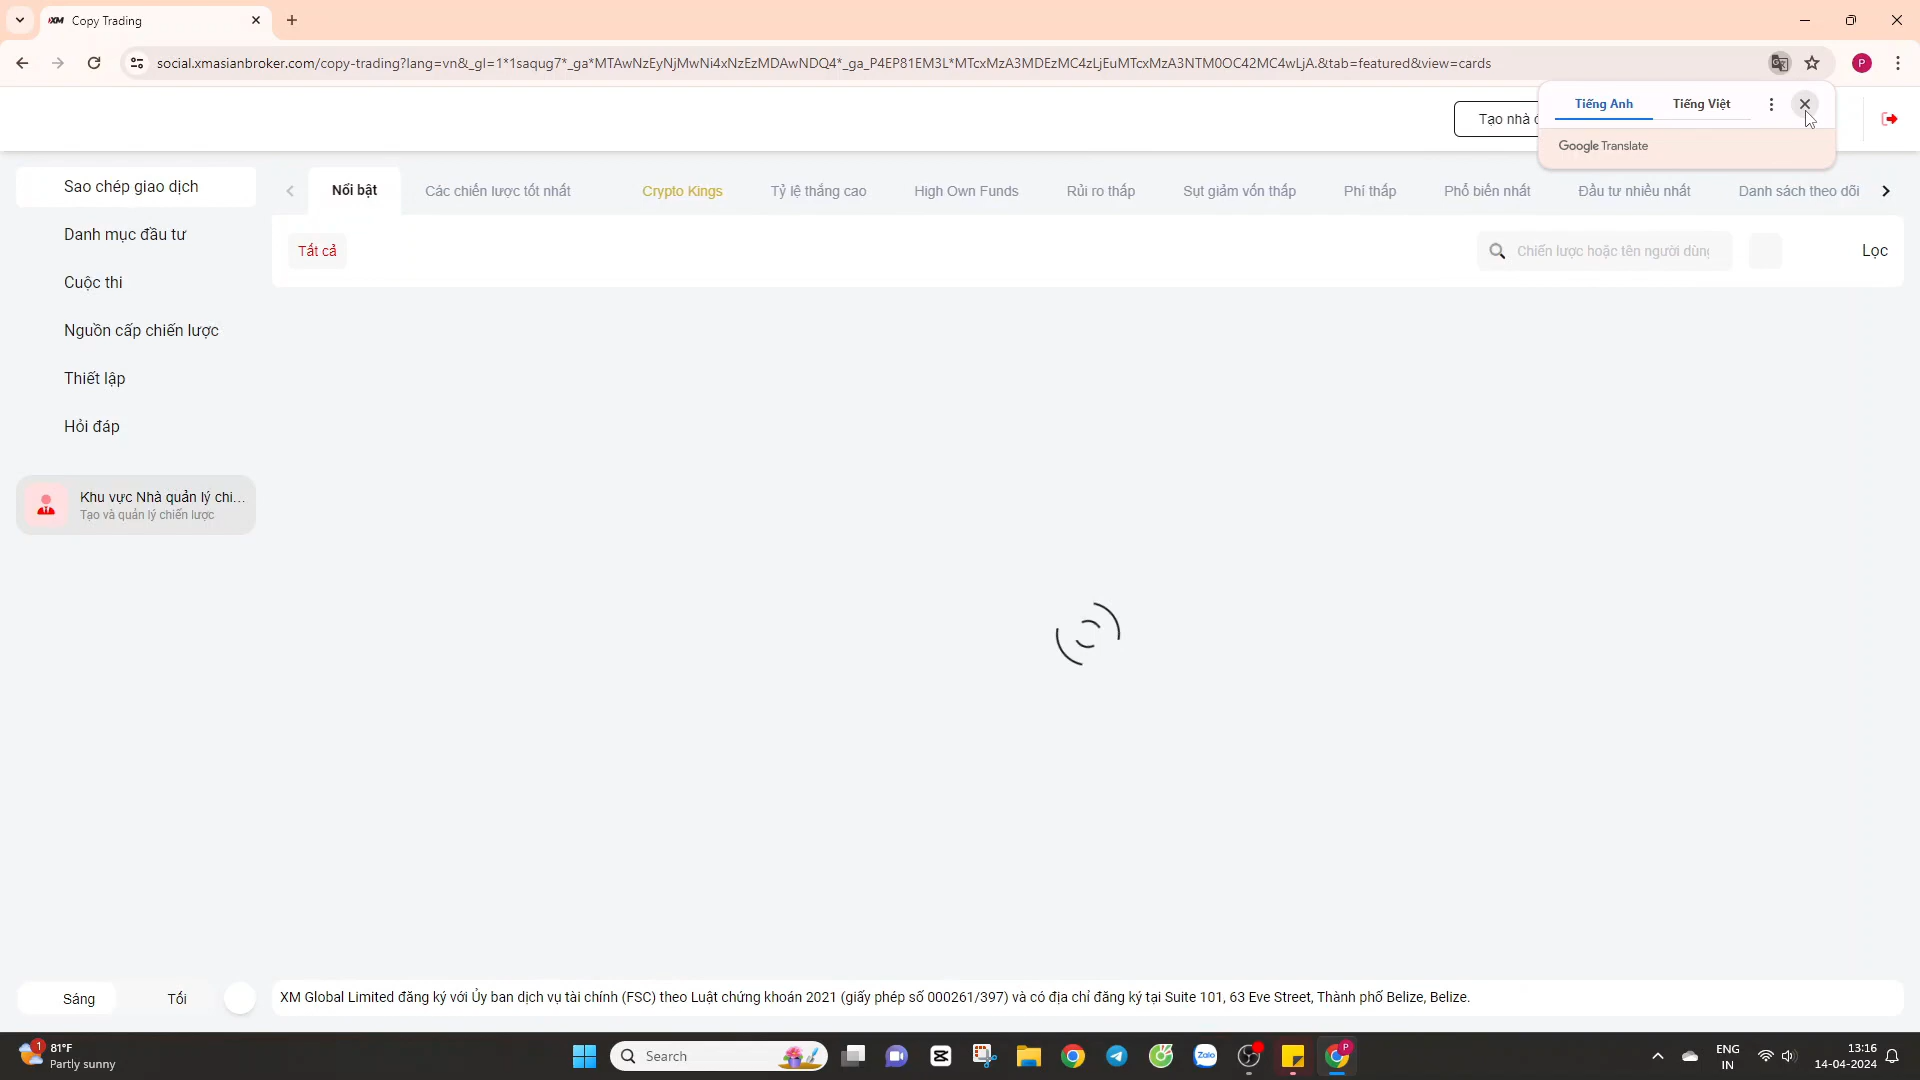 XM Copy Trading
social.xmasianbroker.com/copy-trading?lang=vn&_gl=1*1saqug7*_ga*MTAwNzEyNjMwNi4xNzEzMDAwNDQ4*_ga_P4EP81EM3L*MTcxMzA3MDEzMC4zLjEuMTcxMzA3NTM0OC42MC4wLjA.&tab=featured&view=cards
P
Tiếng Anh Tiếng Việt
Google Translate
Tạo nhà
Sao chép giao dịch
Danh mục đầu tư
Cuộc thi
Nguồn cấp chiến lược
Thiết lập
Hỏi đáp
Khu vực Nhà quản lý chi...
Tạo và quản lý chiến lược
Nổi bật Các chiến lược tốt nhất Crypto Kings Tỷ lệ thắng cao High Own Funds Rủi ro thấp Sụt giảm vốn thấp Phí thấp Phổ biến nhất Đầu tư nhiều nhất Danh sách theo dõi
Tất cả
Chiến lược hoặc tên người dùng
Lọc
Sáng Tối
XM Global Limited đăng ký với Ủy ban dịch vụ tài chính (FSC) theo Luật chứng khoán 2021 (giấy phép số 000261/397) và có địa chỉ đăng ký tại Suite 101, 63 Eve Street, Thành phố Belize, Belize.
1
81°F
Partly sunny
Search
Zalo
P
ENG
IN
13:16
14-04-2024